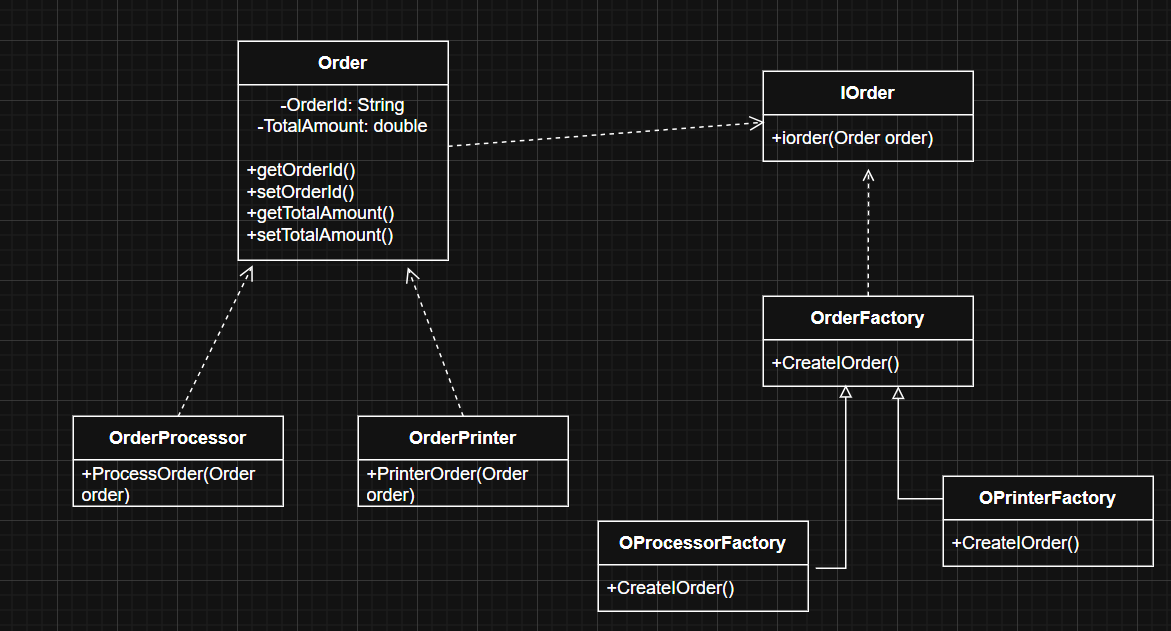 Order
-OrderId: String
-TotalAmount: double
+getOrderId()
+setOrderId()
+getTotalAmount()
+setTotalAmount()
IOrder
+iorder(Order order)
OrderFactory
+CreateIOrder()
OrderProcessor
+ProcessOrder(Order
order)
OrderPrinter
+PrinterOrder(Order
order)
OProcessorFactory
+CreateIOrder()
OPrinterFactory
+CreateIOrder()